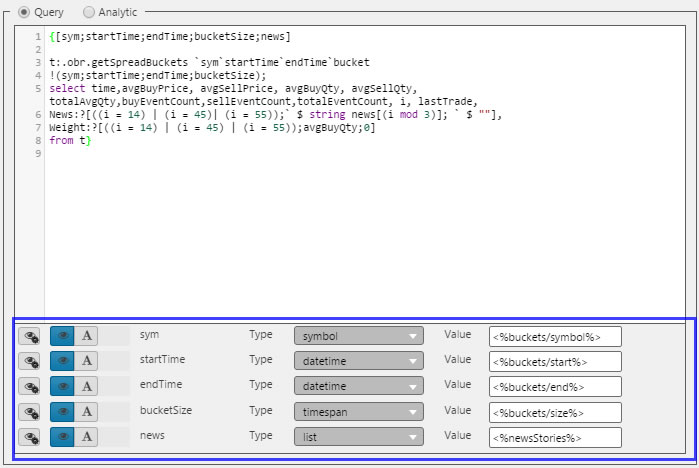 Query Analytic
1 {[sym;startTime;endTime;bucketSize;news]
2
3 t:.obr.getSpreadBuckets `sym`startTime`endTime`bucket
4 !(sym;startTime;endTime;bucketSize);
5 select time,avgBuyPrice, avgSellPrice, avgBuyQty, avgSellQty,
totalAvgQty,buyEventCount,sellEventCount,totalEventCount, i, lastTrade,
6 News:?[((i = 14) | (i = 45)| (i = 55));` $ string news[(i mod 3)]; ` $ ""],
7 Weight:?[((i = 14) | (i = 45) | (i = 55));avgBuyQty;0]
8 from t}
9
A sym Type symbol Value <%buckets/symbol%>
A startTime Type datetime Value <%buckets/start%>
A endTime Type datetime Value <%buckets/end%>
A bucketSize Type timespan Value <%buckets/size%>
A news Type list Value <%newsStories%>